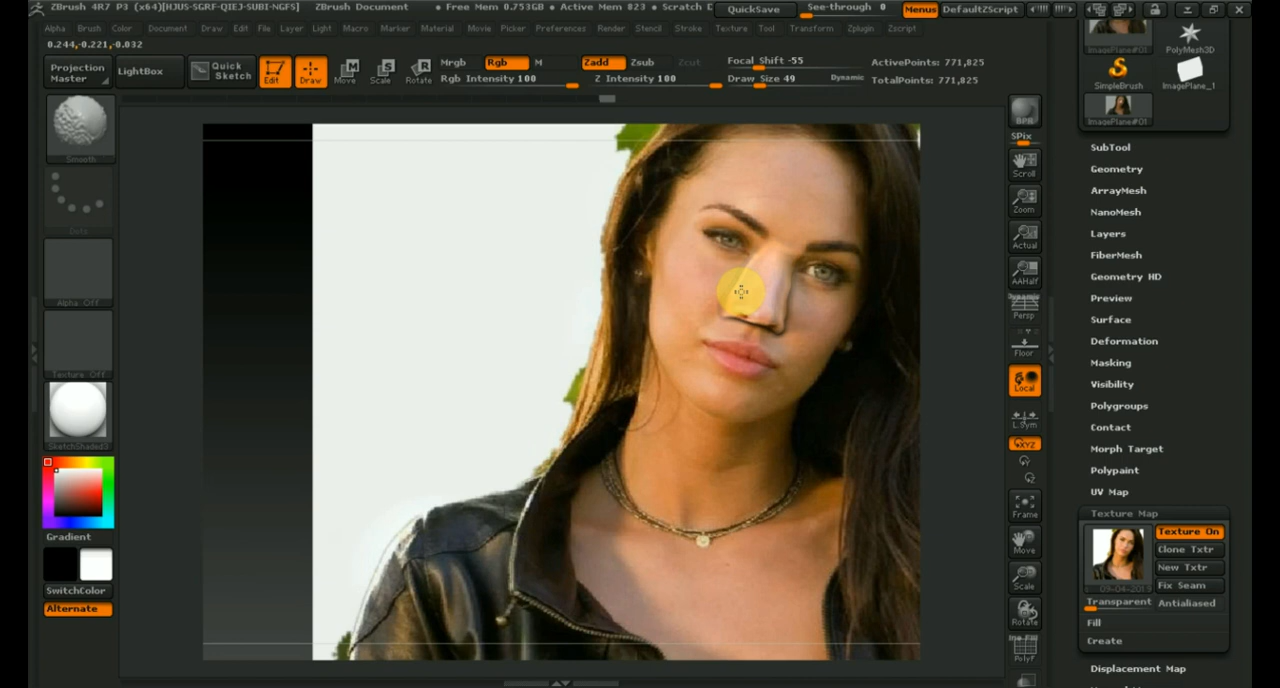 ZBrush 4R7 P3 (x64)[HJUS-SGRF-QIEJ-SUBI-NGFS] ZBrush Document • Free Mem 0.753GB • Active Mem 823 • Scratch D QuickSave See-through 0 Menus DefaultZScript
Alpha Brush Color Document Draw Edit File Layer Light Macro Marker Material Movie Picker Preferences Render Stencil Stroke Texture Tool Transform Zplugin Zscript
0.244,-0.221,-0.032
Projection Master
LightBox
Quick Sketch
Edit
Draw
Move
Scale
Rotate
Mrgb Rgb M
Rgb Intensity 100
Zadd Zsub Zcut
Z Intensity 100
Focal Shift -55
Draw Size 49 Dynamic
ActivePoints: 771,825
TotalPoints: 771,825
Smooth
Dots
Alpha Off
Texture Off
SketchShaded3
Gradient
SwitchColor
Alternate
BPR
SPix
Scroll
Zoom
Actual
AAHalf
Dynamic
Persp
Floor
Local
L.Sym
XYZ
Frame
Move
Scale
Rotate
PolyF
ImagePlane#01 PolyMesh3D
SimpleBrush ImagePlane_1
ImagePlane#01
SubTool
Geometry
ArrayMesh
NanoMesh
Layers
FiberMesh
Geometry HD
Preview
Surface
Deformation
Masking
Visibility
Polygroups
Contact
Morph Target
Polypaint
UV Map
Texture Map
Texture On
Clone Txtr
New Txtr
Fix Seam
Transparent Antialiased
Fill
Create
Displacement Map